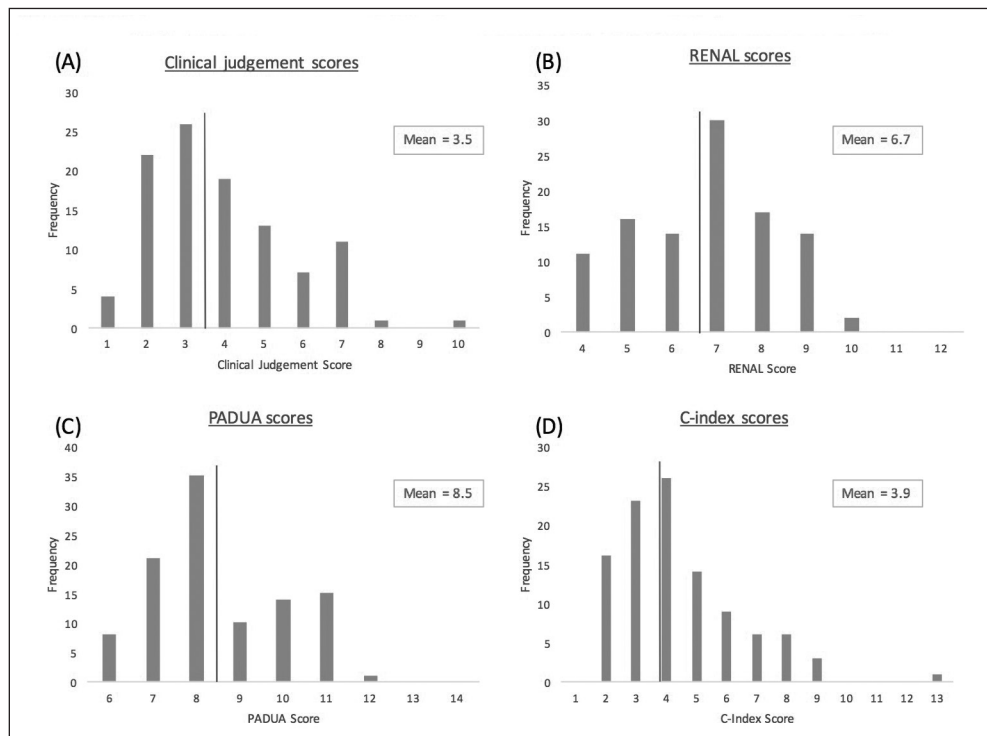 (A)
Clinical judgement scores
30
25
20
15
10
5
0
Frequency
Mean = 3.5
1 2 3 4 5 6 7 8 9 10
Clinical Judgement Score
(B)
RENAL scores
35
30
25
20
15
10
5
0
Frequency
Mean = 6.7
4 5 6 7 8 9 10 11 12
RENAL Score
(C)
PADUA scores
40
35
30
25
20
15
10
5
0
Frequency
Mean = 8.5
6 7 8 9 10 11 12 13 14
PADUA Score
(D)
C-index scores
30
25
20
15
10
5
0
Frequency
Mean = 3.9
1 2 3 4 5 6 7 8 9 10 11 12 13
C-Index Score